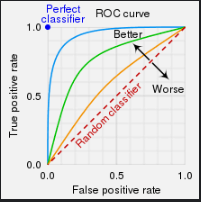 Perfect
classifier
ROC curve
1.0
Better
0.5
Worse
Random classifier
0.0
0.0 0.5 1.0
True positive rate
False positive rate